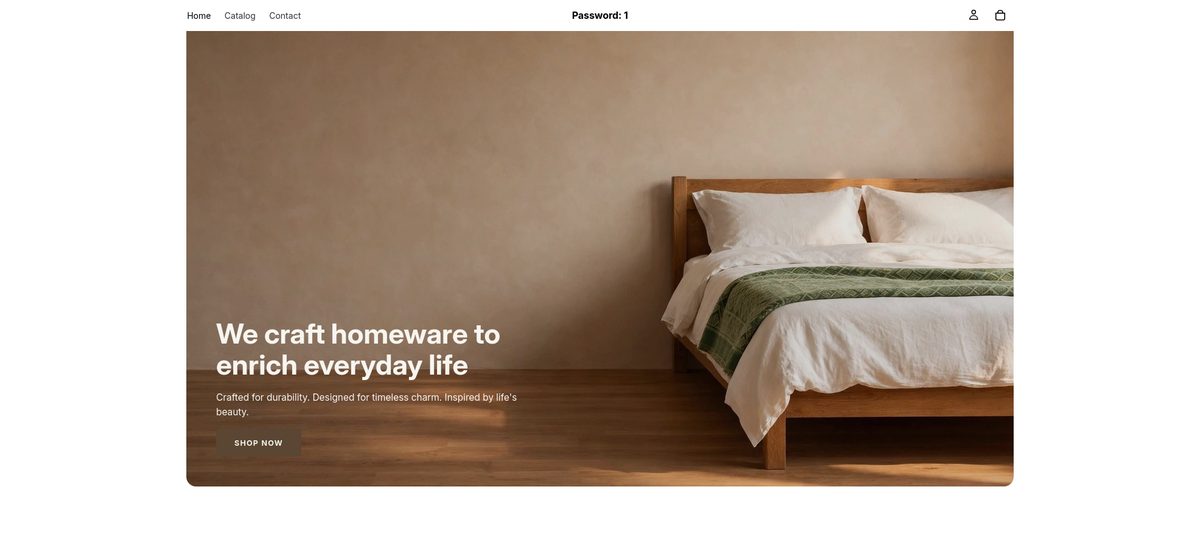 Home Catalog Contact Password: 1
We craft homeware to
enrich everyday life
Crafted for durability. Designed for timeless charm. Inspired by life's
beauty.
SHOP NOW